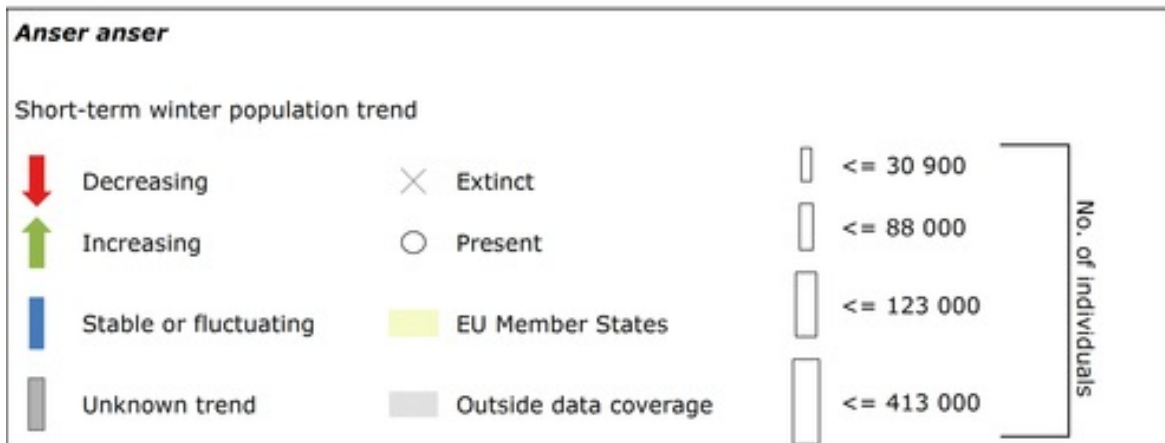 Anser anser
Short-term winter population trend
Decreasing
Extinct
<= 30 900
Increasing
Present
<= 88 000
Stable or fluctuating
EU Member States
<= 123 000
Unknown trend
Outside data coverage
<= 413 000
No. of individuals